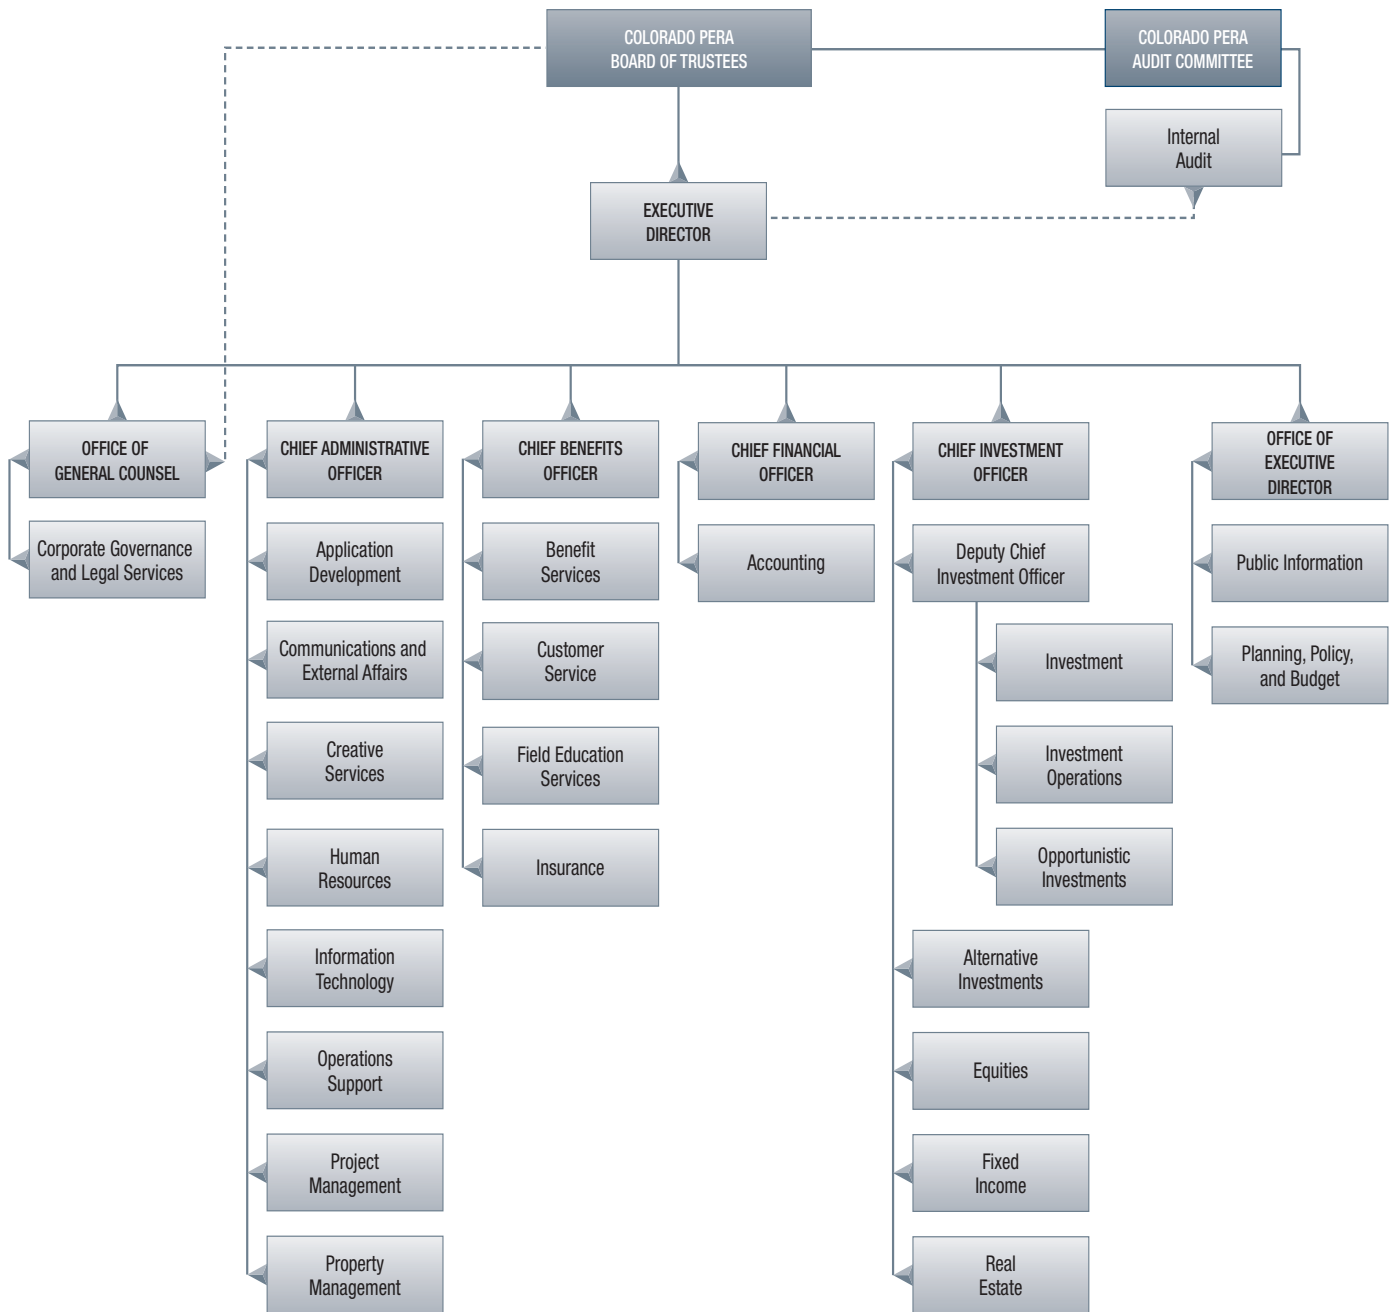 COLORADO PERA
BOARD OF TRUSTEES
COLORADO PERA
AUDIT COMMITTEE
Internal
Audit
EXECUTIVE
DIRECTOR
OFFICE OF
GENERAL COUNSEL
Corporate Governance
and Legal Services
CHIEF ADMINISTRATIVE
OFFICER
Application
Development
Communications and
External Affairs
Creative
Services
Human
Resources
Information
Technology
Operations
Support
Project
Management
Property
Management
CHIEF BENEFITS
OFFICER
Benefit
Services
Customer
Service
Field Education
Services
Insurance
CHIEF FINANCIAL
OFFICER
Accounting
CHIEF INVESTMENT
OFFICER
Deputy Chief
Investment Officer
Investment
Investment
Operations
Opportunistic
Investments
Alternative
Investments
Equities
Fixed
Income
Real
Estate
OFFICE OF
EXECUTIVE
DIRECTOR
Public Information
Planning, Policy,
and Budget